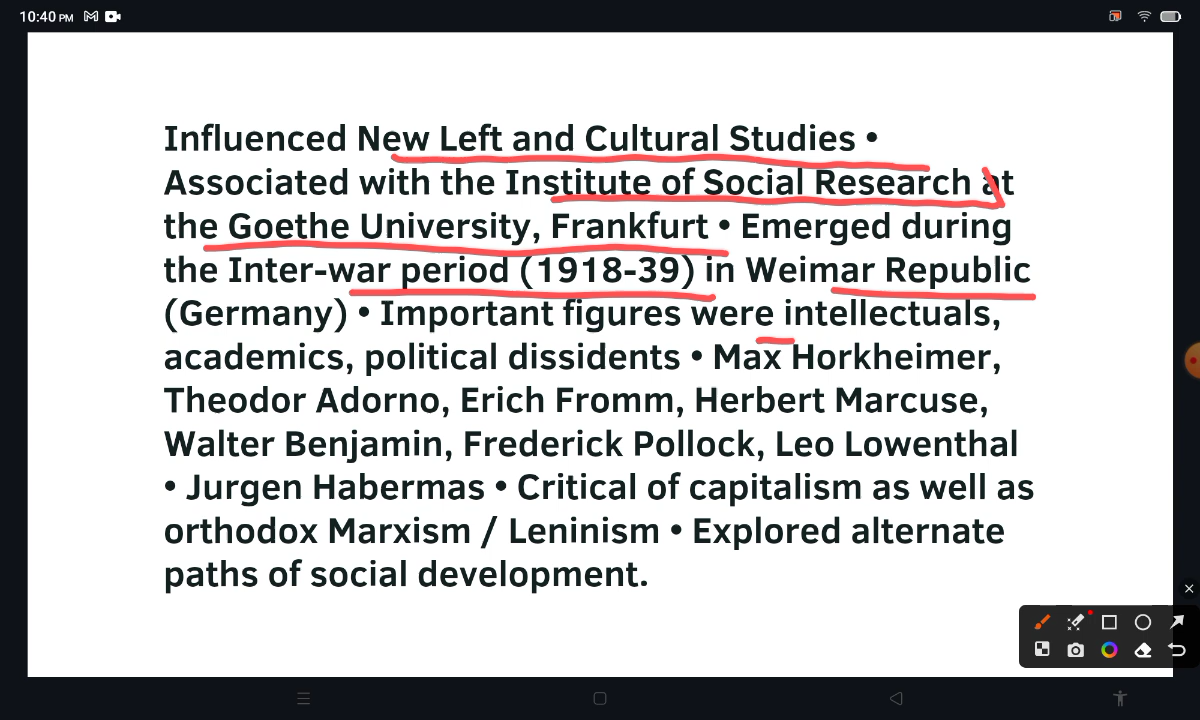 10:40 PM
Influenced New Left and Cultural Studies •
Associated with the Institute of Social Research at
the Goethe University, Frankfurt • Emerged during
the Inter-war period (1918-39) in Weimar Republic
(Germany) • Important figures were intellectuals,
academics, political dissidents • Max Horkheimer,
Theodor Adorno, Erich Fromm, Herbert Marcuse,
Walter Benjamin, Frederick Pollock, Leo Lowenthal
• Jurgen Habermas • Critical of capitalism as well as
orthodox Marxism / Leninism • Explored alternate
paths of social development.